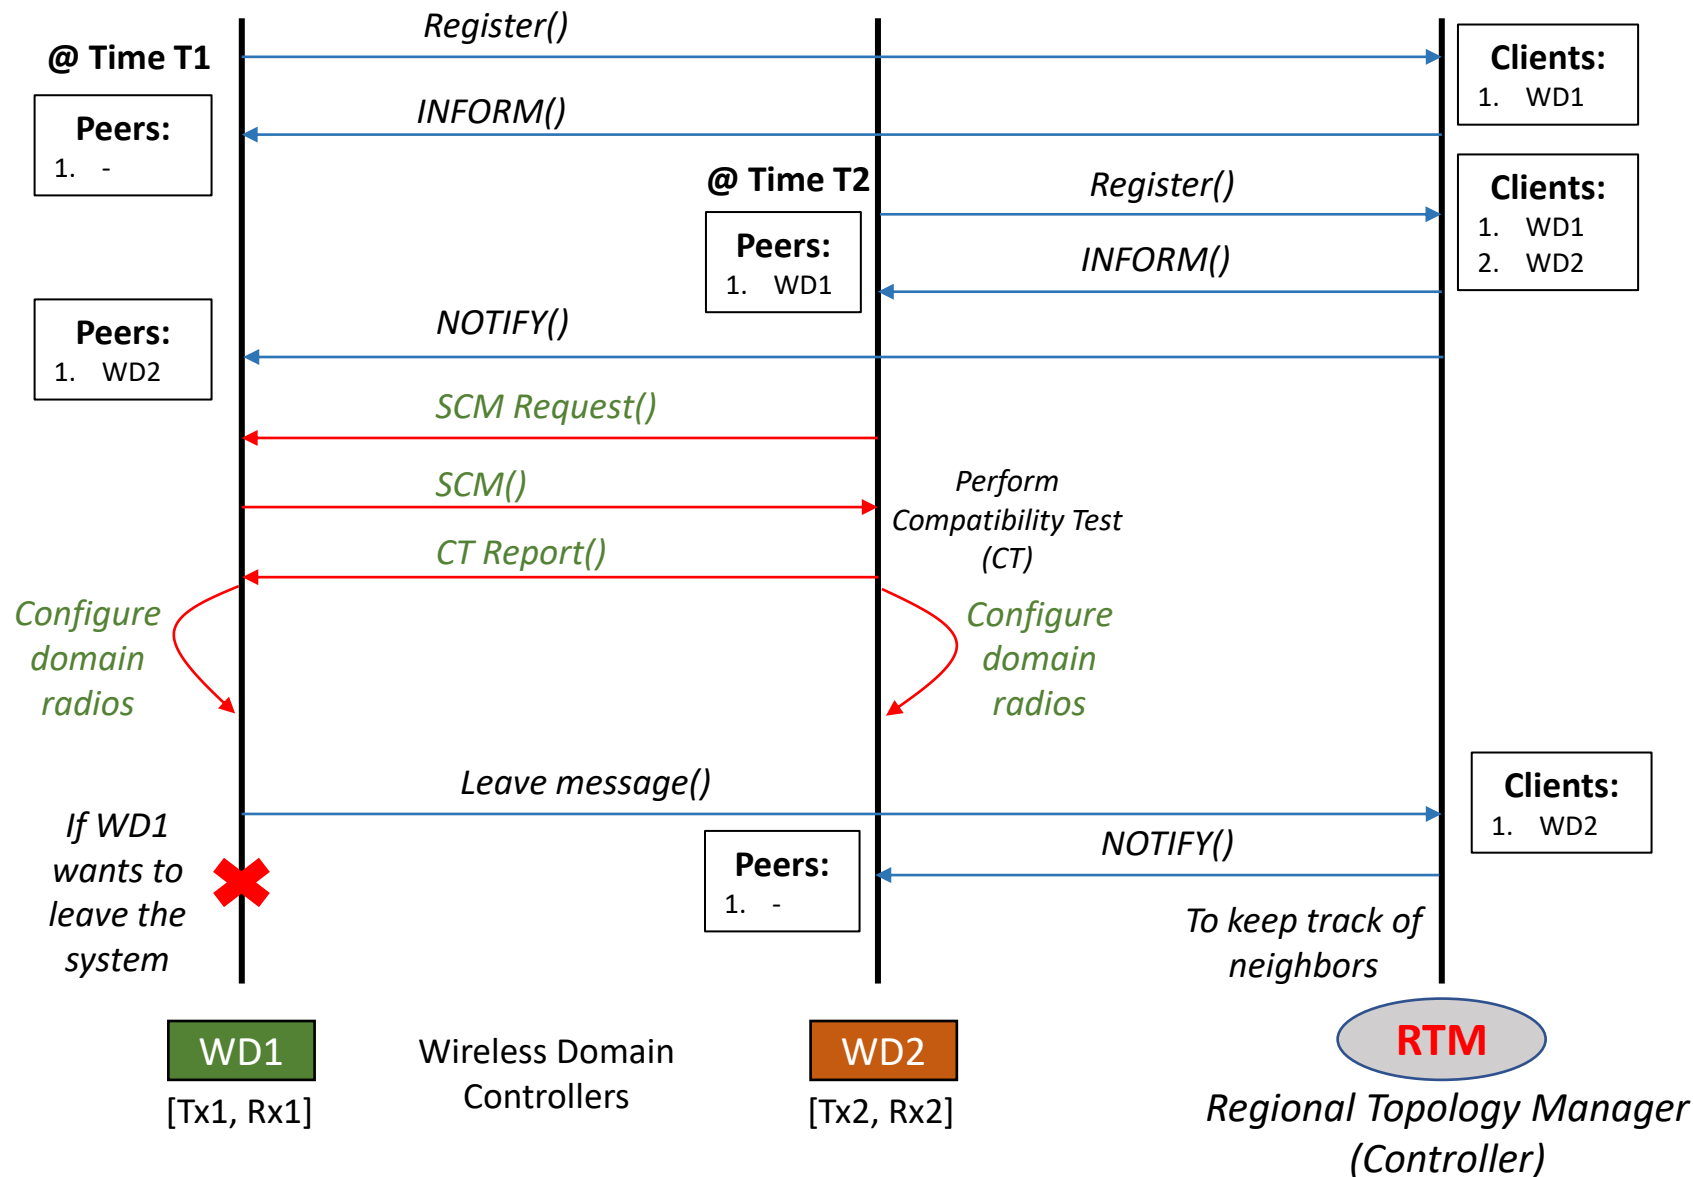 Register()
@ Time T1
Clients:
1. WD1
INFORM()
Peers:
1. -
@ Time T2
Register()
Clients:
1. WD1
2. WD2
Peers:
1. WD1
INFORM()
NOTIFY()
Peers:
1. WD2
SCM Request()
SCM()
Perform
Compatibility Test
(CT)
CT Report()
Configure
domain
radios
Configure
domain
radios
Leave message()
Clients:
1. WD2
If WD1
wants to
leave the
system
NOTIFY()
Peers:
1. -
To keep track of
neighbors
WD1
[Tx1, Rx1]
Wireless Domain
Controllers
WD2
[Tx2, Rx2]
RTM
Regional Topology Manager
(Controller)